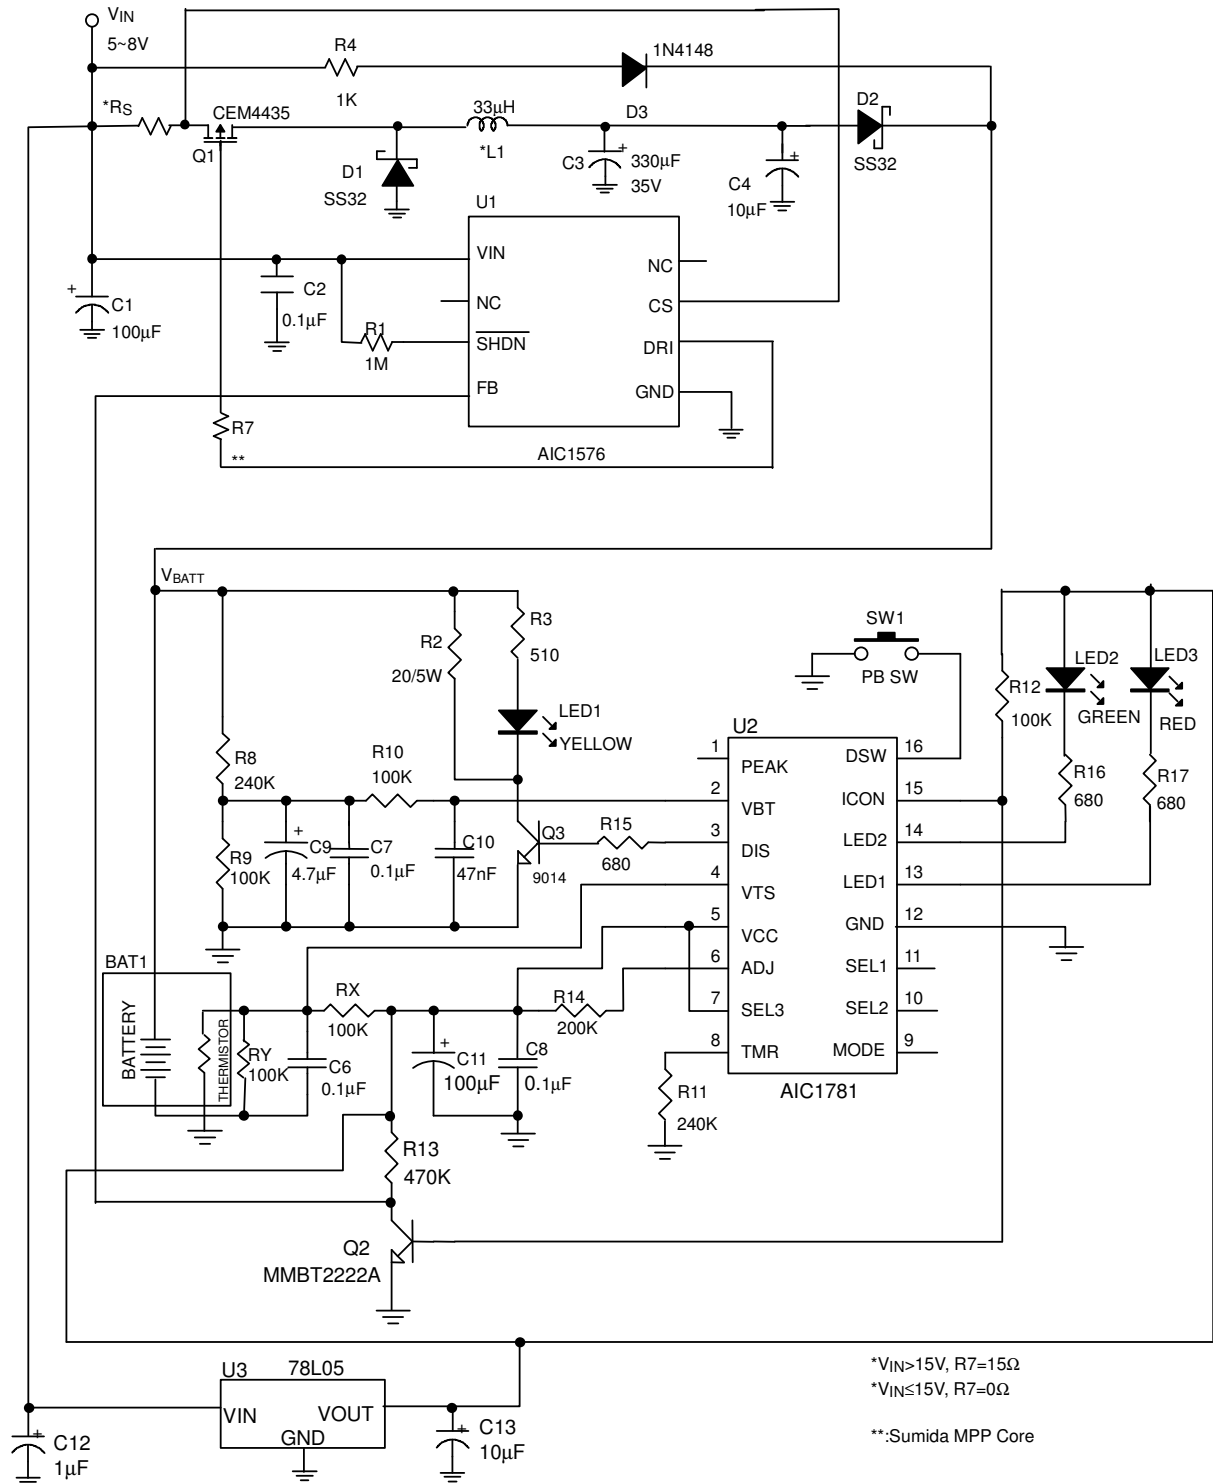 VIN
5~8V
R4
1K
1N4148
*RS
CEM4435
Q1
33µH
*L1
D3
D2
SS32
D1
SS32
C3
330µF
35V
C4
10µF
U1
VIN
NC
SHDN
FB
NC
CS
DRI
GND
AIC1576
C1
100µF
C2
0.1µF
R1
1M
R7
**
VBATT
R2
20/5W
R3
510
LED1
YELLOW
SW1
PB SW
R12
100K
LED2
GREEN
LED3
RED
R16
680
R17
680
R8
240K
R10
100K
R9
100K
C9
4.7µF
C7
0.1µF
C10
47nF
Q3
9014
R15
680
U2
1
PEAK
2
VBT
3
DIS
4
VTS
5
VCC
6
ADJ
7
SEL3
8
TMR
DSW
16
ICON
15
LED2
14
LED1
13
GND
12
SEL1
11
SEL2
10
MODE
9
AIC1781
BAT1
BATTERY
THERMISTOR
RY
100K
RX
100K
C6
0.1µF
C11
100µF
C8
0.1µF
R14
200K
R11
240K
R13
470K
Q2
MMBT2222A
U3
78L05
VIN
VOUT
GND
C12
1µF
C13
10µF
*VIN>15V, R7=15Ω
*VIN≤15V, R7=0Ω
**:Sumida MPP Core